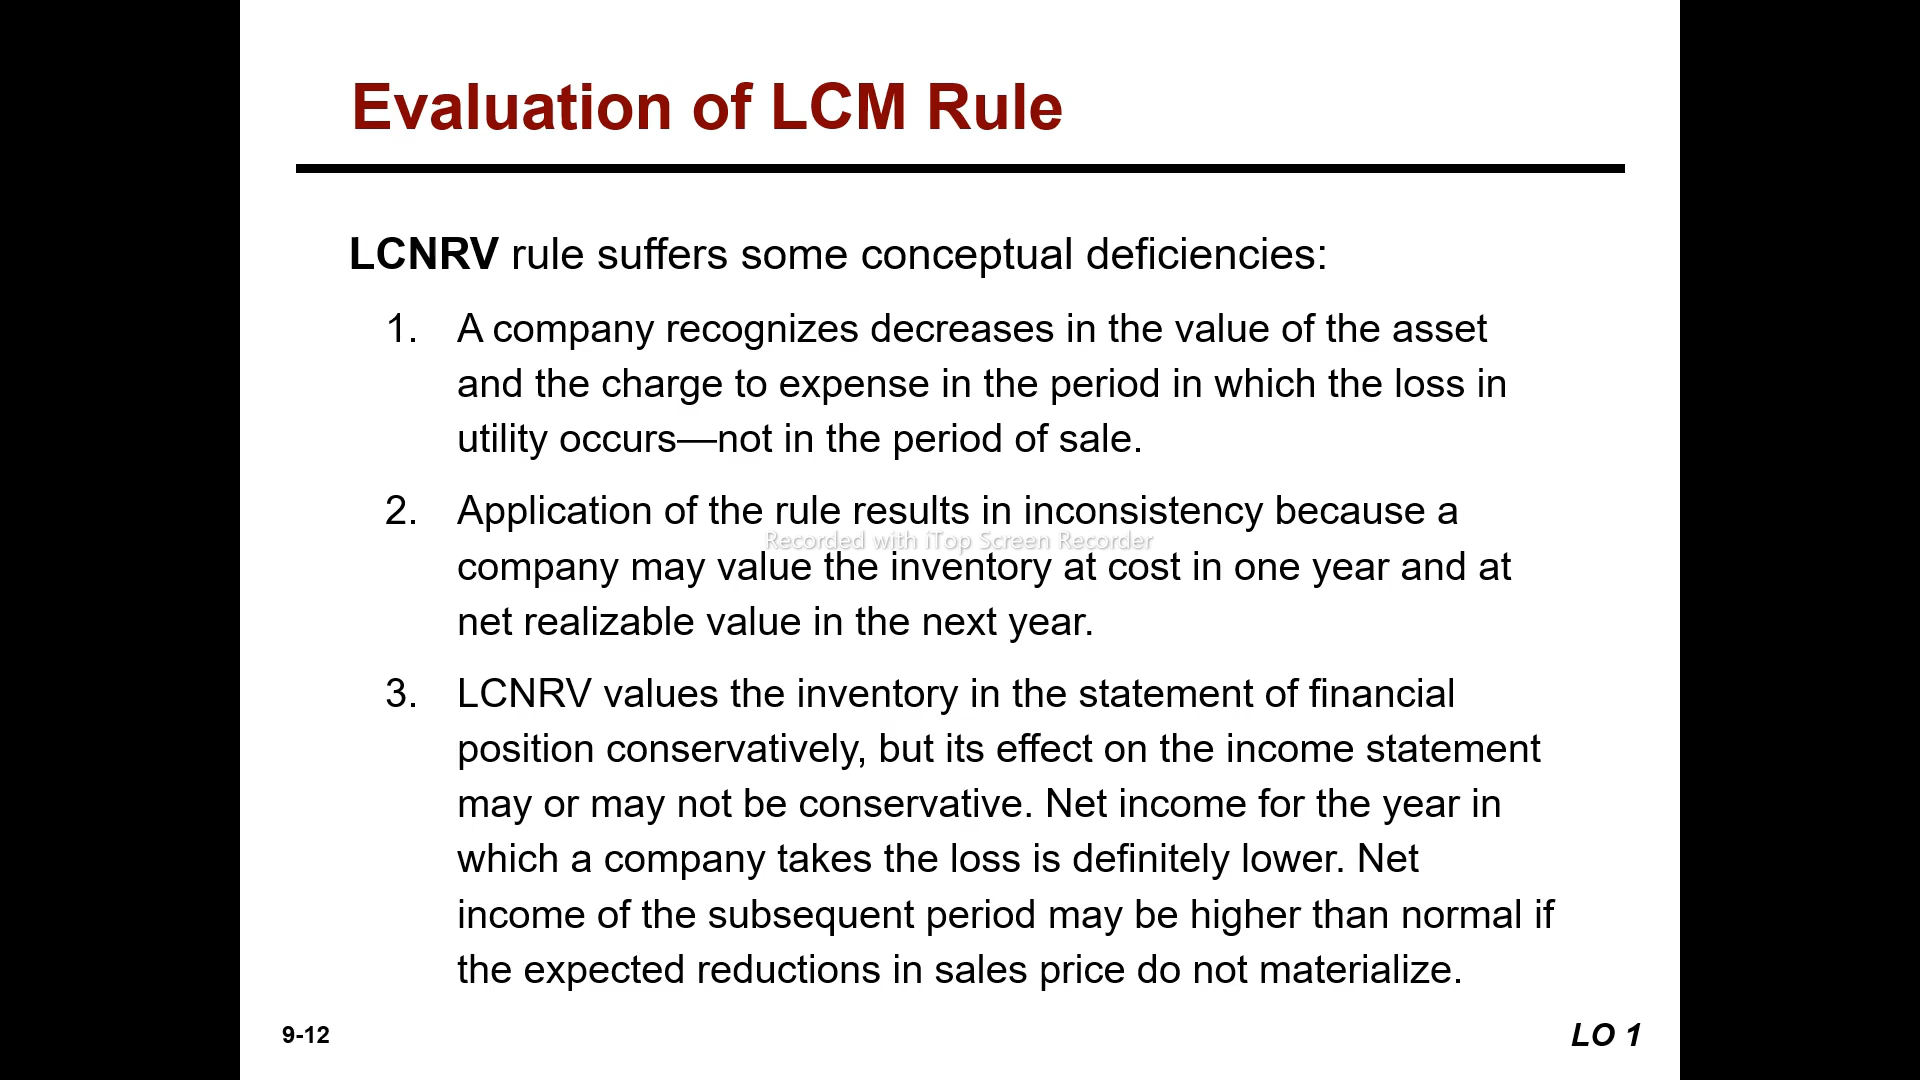 Evaluation of LCM Rule
LCNRV rule suffers some conceptual deficiencies:
1. A company recognizes decreases in the value of the asset
and the charge to expense in the period in which the loss in
utility occurs—not in the period of sale.
2. Application of the rule results in inconsistency because a
Recorded with iTop Screen Recorder
company may value the inventory at cost in one year and at
net realizable value in the next year.
3. LCNRV values the inventory in the statement of financial
position conservatively, but its effect on the income statement
may or may not be conservative. Net income for the year in
which a company takes the loss is definitely lower. Net
income of the subsequent period may be higher than normal if
the expected reductions in sales price do not materialize.
9-12
LO 1